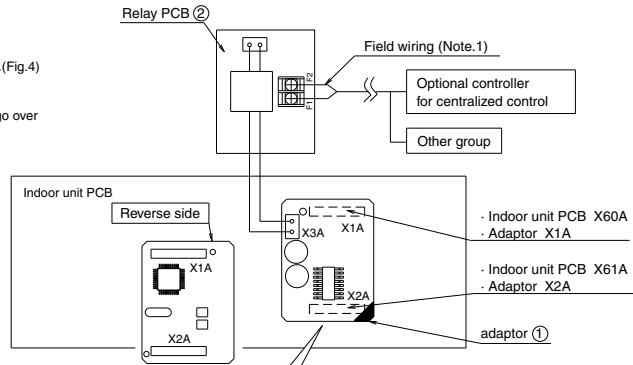 Relay PCB ②
.(Fig.4)
go over
F2
F1
Field wiring (Note.1)
Optional controller
for centralized control
Other group
Indoor unit PCB
Reverse side
X1A
X2A
X3A
X1A
X2A
· Indoor unit PCB X60A
· Adaptor X1A
· Indoor unit PCB X61A
· Adaptor X2A
adaptor ①